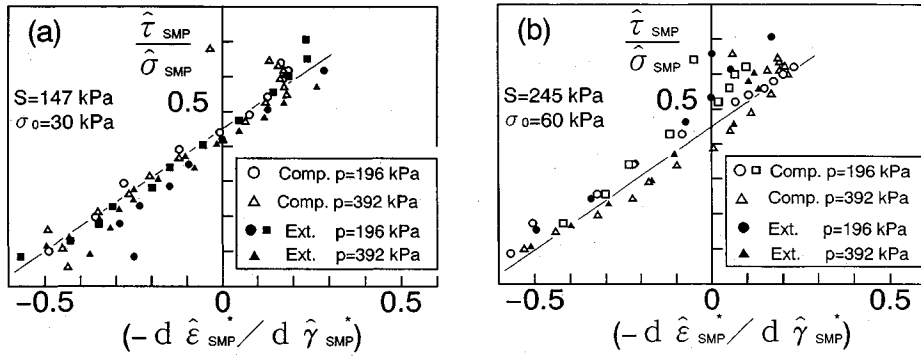 (a)
τ̂ SMP
σ̂ SMP
0.5
S=147 kPa
σ₀=30 kPa
Comp. p=196 kPa
Comp. p=392 kPa
Ext. p=196 kPa
Ext. p=392 kPa
−0.5 0 0.5
(−d ε̂ SMP* / d γ̂ SMP*)
(b)
τ̂ SMP
σ̂ SMP
0.5
S=245 kPa
σ₀=60 kPa
Comp. p=196 kPa
Comp. p=392 kPa
Ext. p=196 kPa
Ext. p=392 kPa
−0.5 0 0.5
(−d ε̂ SMP* / d γ̂ SMP*)